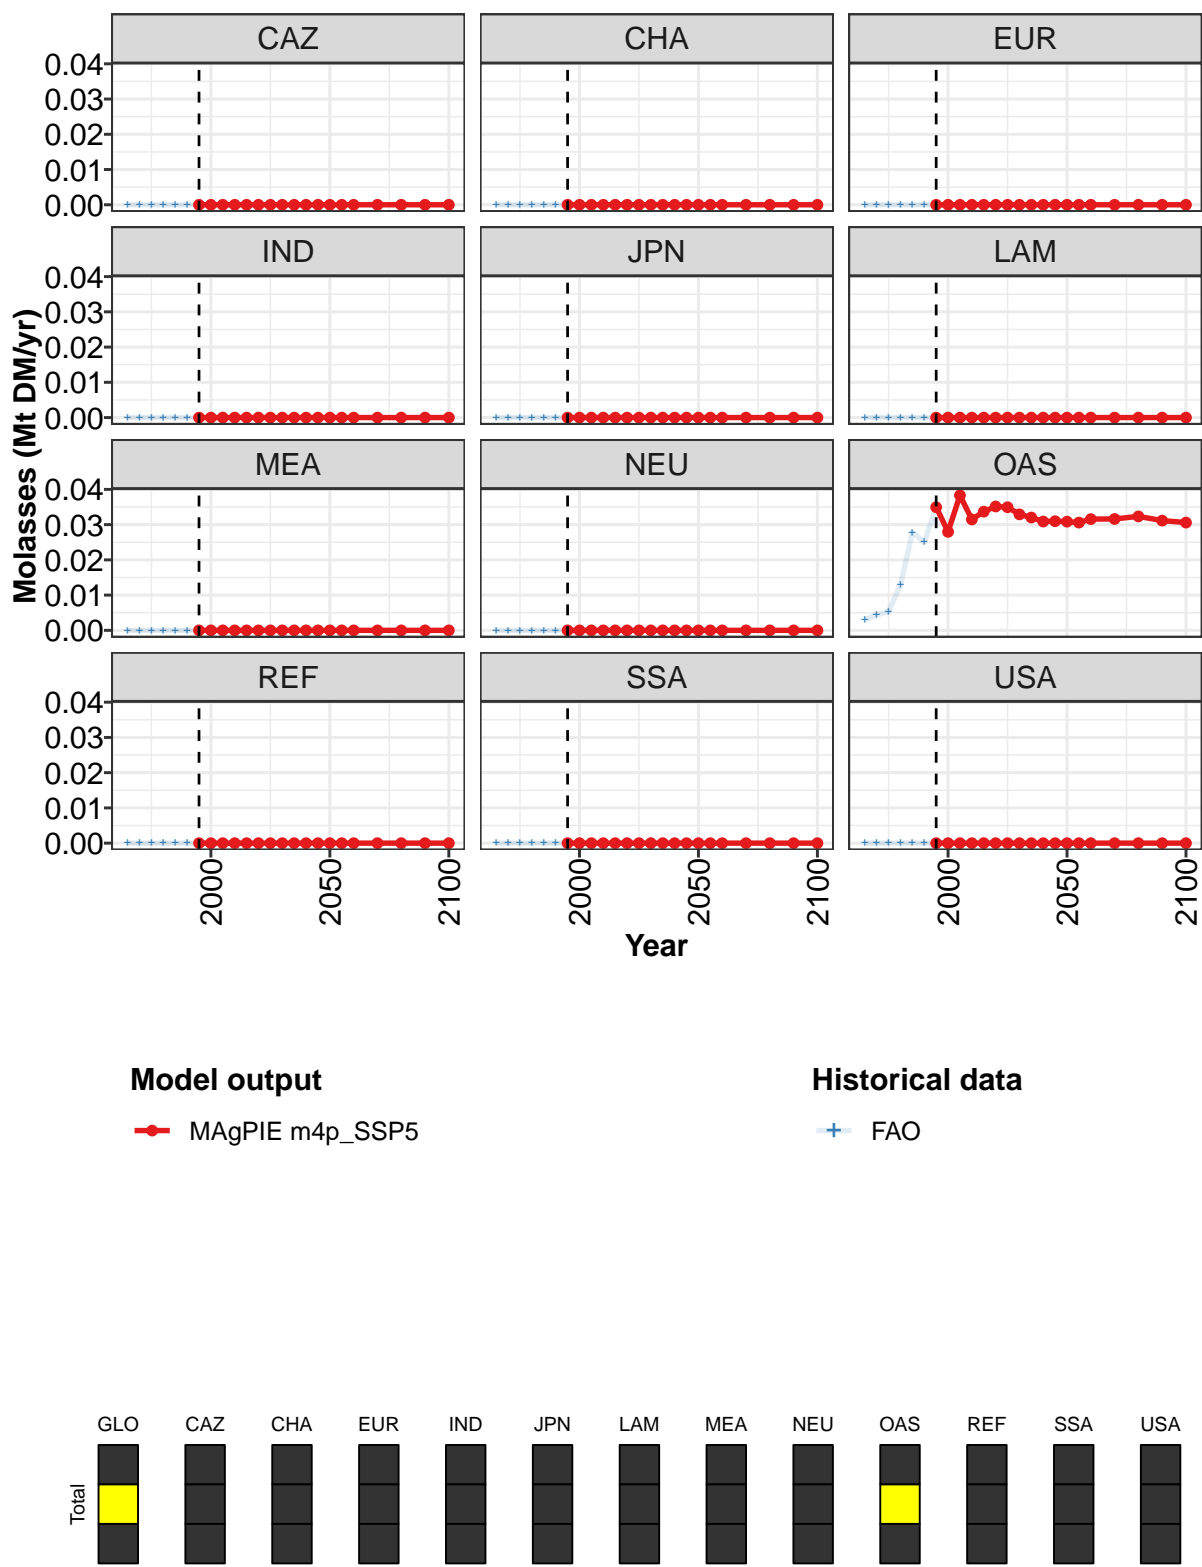 CAZ CHA EUR
0.04
0.03
0.02
0.01
0.00
IND JPN LAM
0.04
0.03
0.02
0.01
0.00
Molasses (Mt DM/yr)
MEA NEU OAS
0.04
0.03
0.02
0.01
0.00
REF SSA USA
0.04
0.03
0.02
0.01
0.00
2000 2050 2100 2000 2050 2100 2000 2050 2100
Year
Model output Historical data
MAgPIE m4p_SSP5 FAO
GLO CAZ CHA EUR IND JPN LAM MEA NEU OAS REF SSA USA
Total